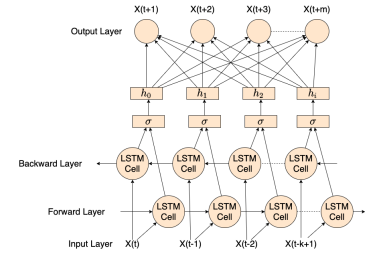 X(t+1) X(t+2) X(t+3) X(t+m)
Output Layer
h₀ h₁ h₂ hᵢ
σ σ σ σ
Backward Layer LSTM Cell LSTM Cell LSTM Cell LSTM Cell
Forward Layer LSTM Cell LSTM Cell LSTM Cell LSTM Cell
Input Layer X(t) X(t-1) X(t-2) X(t-k+1)